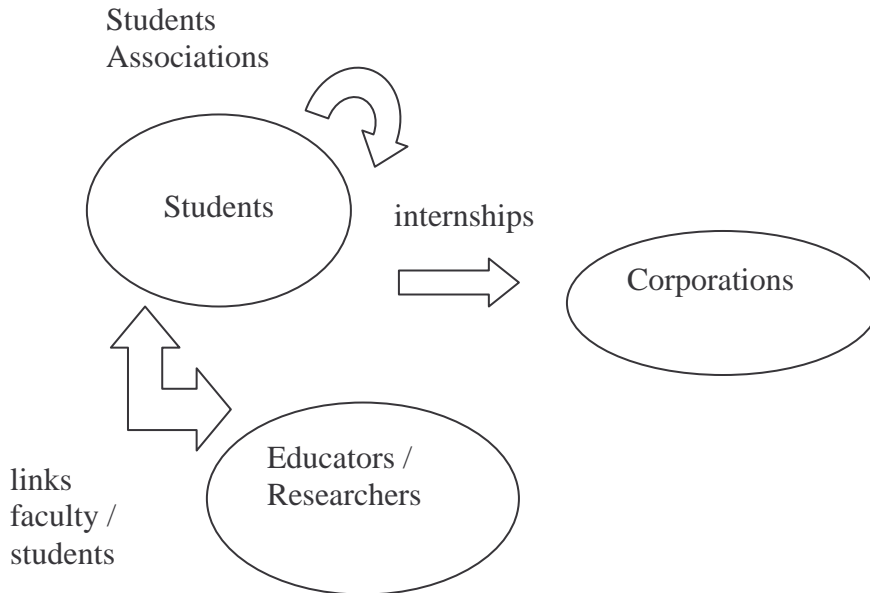 Students
Associations
Students
internships
Corporations
Educators /
Researchers
links
faculty /
students